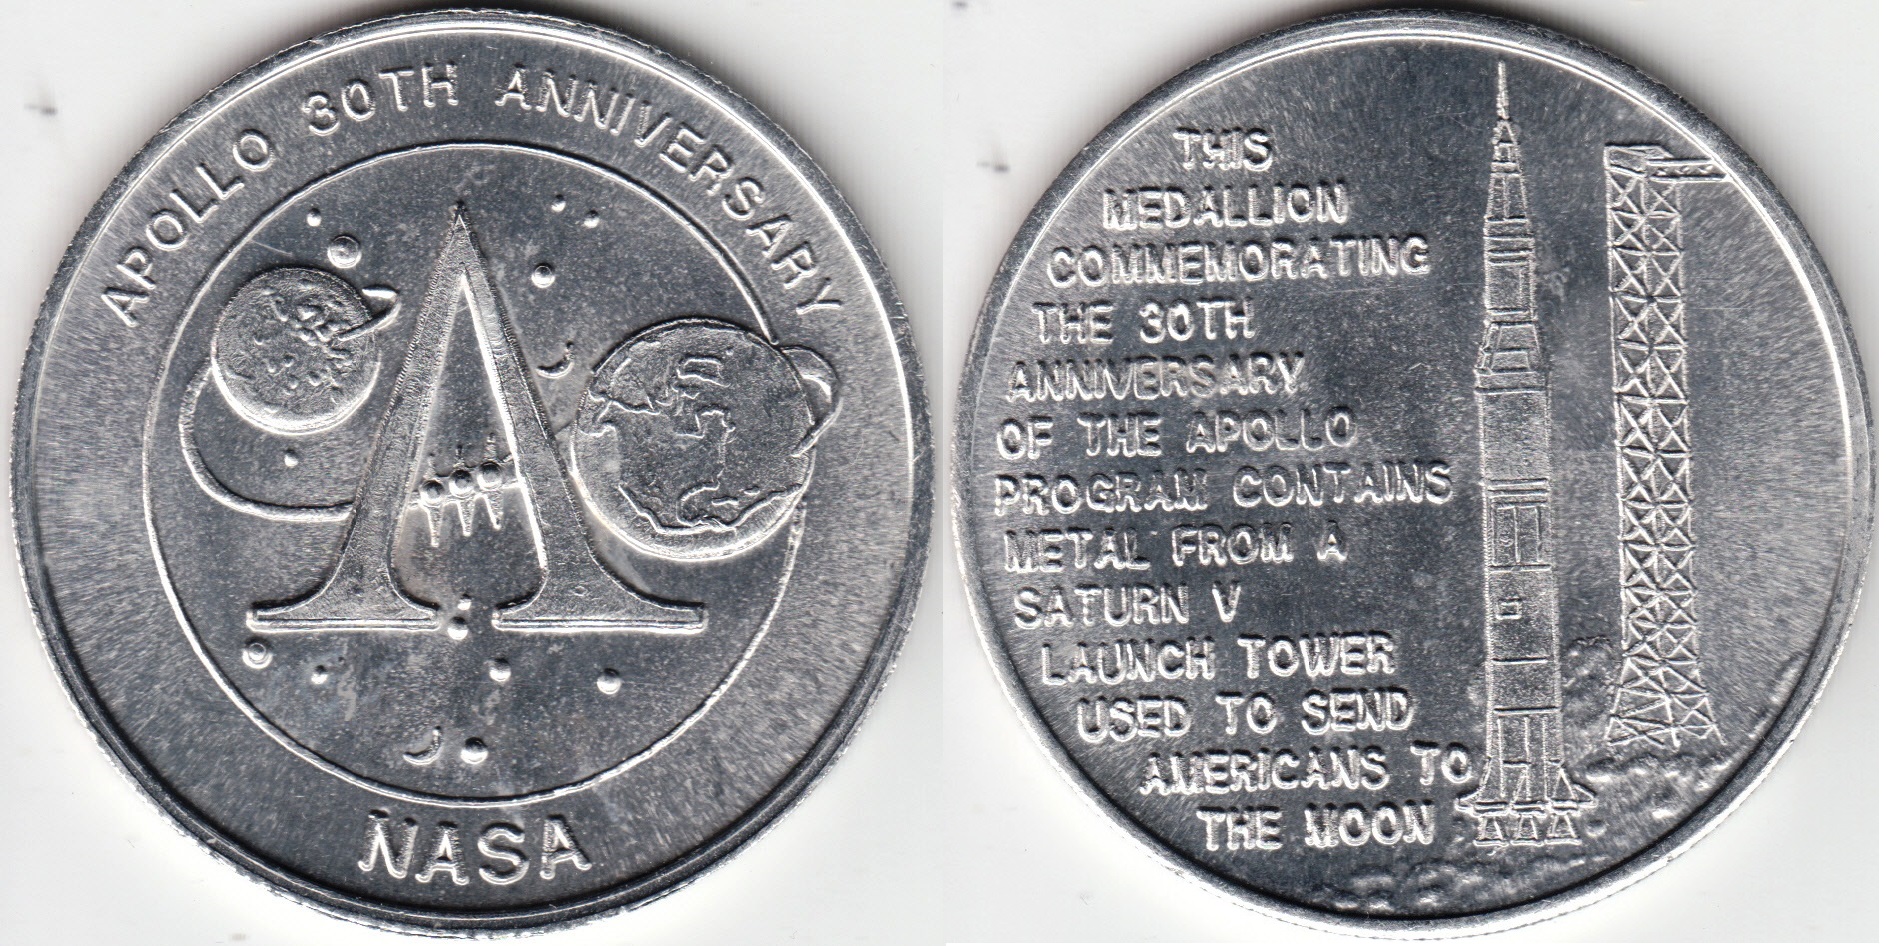 APOLLO 30TH ANNIVERSARY
NASA
THIS
MEDALLION
COMMEMORATING
THE 30TH
ANNIVERSARY
OF THE APOLLO
PROGRAM CONTAINS
METAL FROM A
SATURN V
LAUNCH TOWER
USED TO SEND
AMERICANS TO
THE MOON